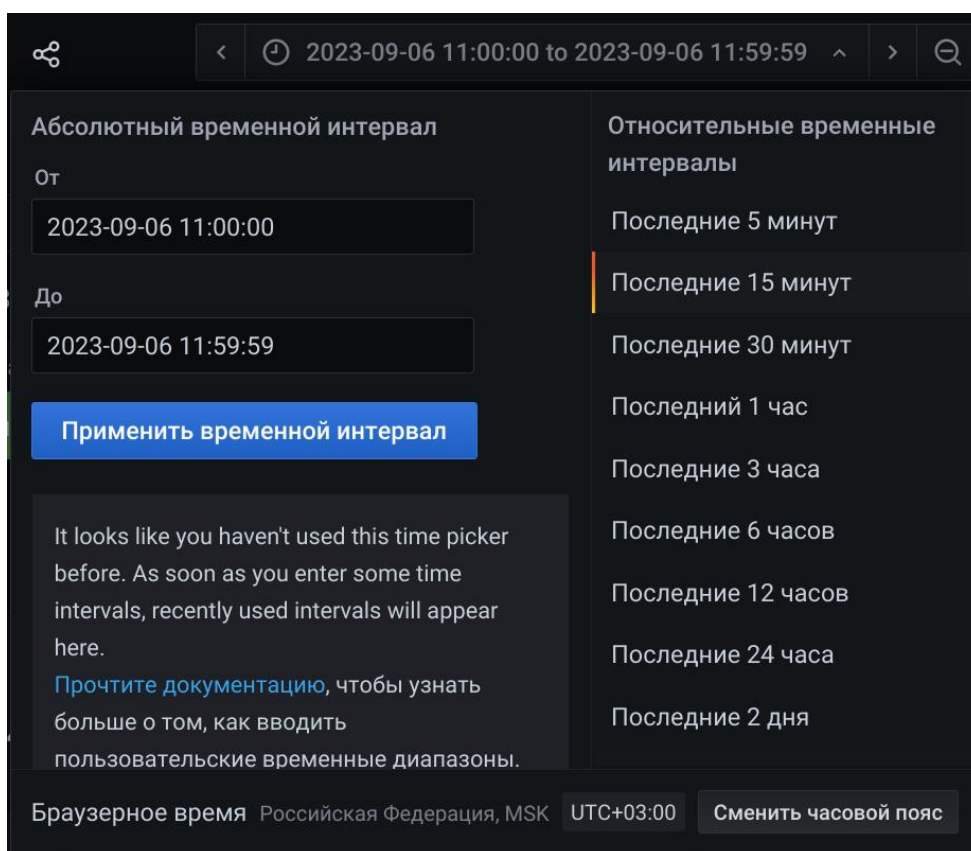 2023-09-06 11:00:00 to 2023-09-06 11:59:59
Абсолютный временной интервал
От
2023-09-06 11:00:00
До
2023-09-06 11:59:59
Применить временной интервал
It looks like you haven't used this time picker
before. As soon as you enter some time
intervals, recently used intervals will appear
here.
Прочтите документацию, чтобы узнать
больше о том, как вводить
пользовательские временные диапазоны.
Относительные временные
интервалы
Последние 5 минут
Последние 15 минут
Последние 30 минут
Последний 1 час
Последние 3 часа
Последние 6 часов
Последние 12 часов
Последние 24 часа
Последние 2 дня
Браузерное время Российская Федерация, MSK UTC+03:00 Сменить часовой пояс